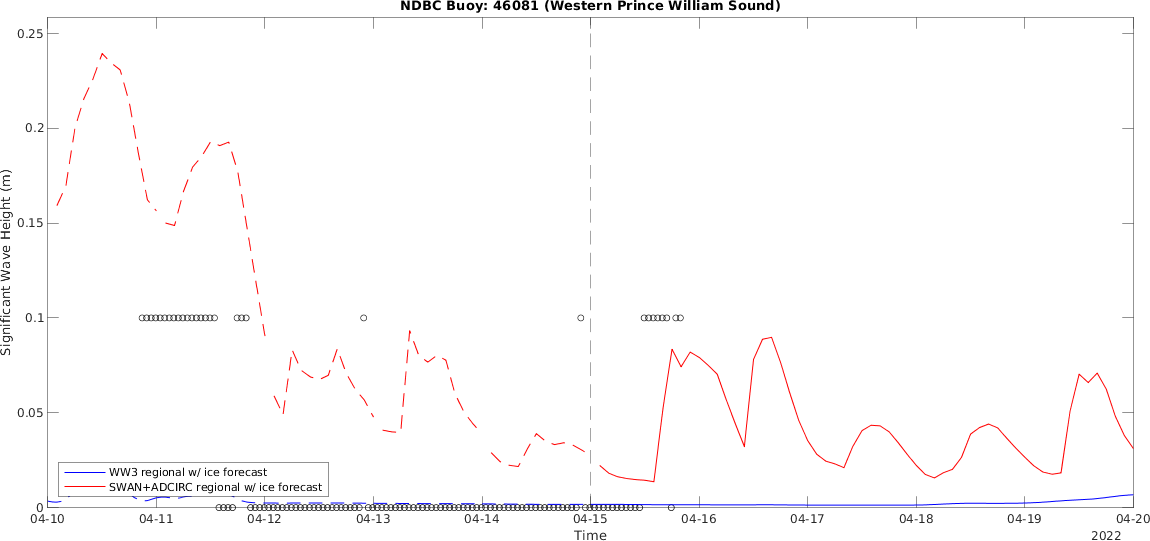 NDBC Buoy: 46081 (Western Prince William Sound)
0.25
0.2
0.15
0.1
0.05
0
Significant Wave Height (m)
WW3 regional w/ ice forecast
SWAN+ADCIRC regional w/ ice forecast
04-10 04-11 04-12 04-13 04-14 04-15 04-16 04-17 04-18 04-19 04-20
Time
2022